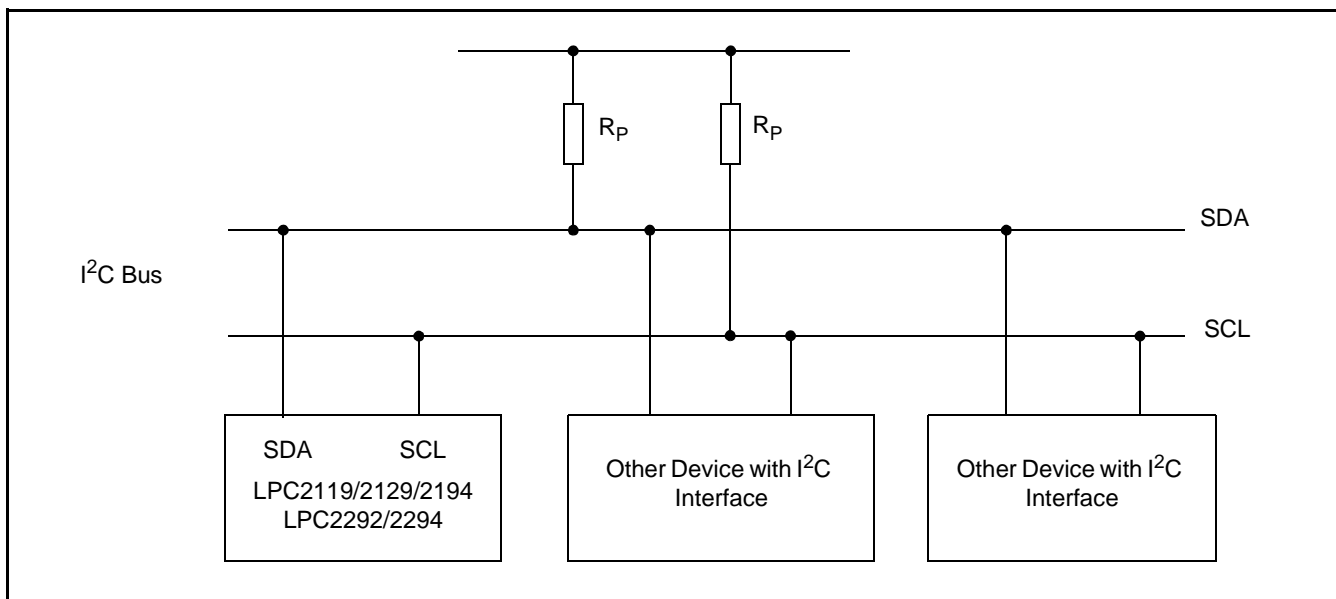 R_P
R_P
SDA
I²C Bus
SCL
SDA SCL
LPC2119/2129/2194
LPC2292/2294
Other Device with I²C
Interface
Other Device with I²C
Interface